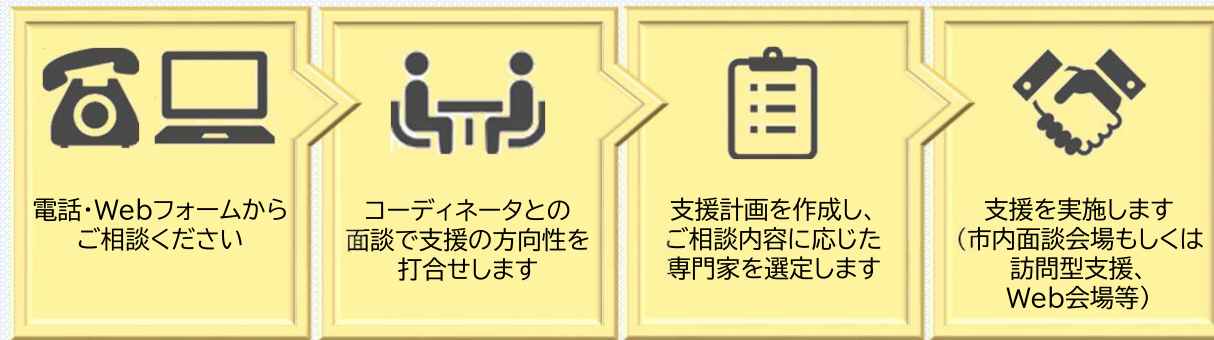 電話・Webフォームから
ご相談ください
コーディネータとの
面談で支援の方向性を
打合せします
支援計画を作成し、
ご相談内容に応じた
専門家を選定します
支援を実施します
(市内面談会場もしくは
訪問型支援、
Web会場等)